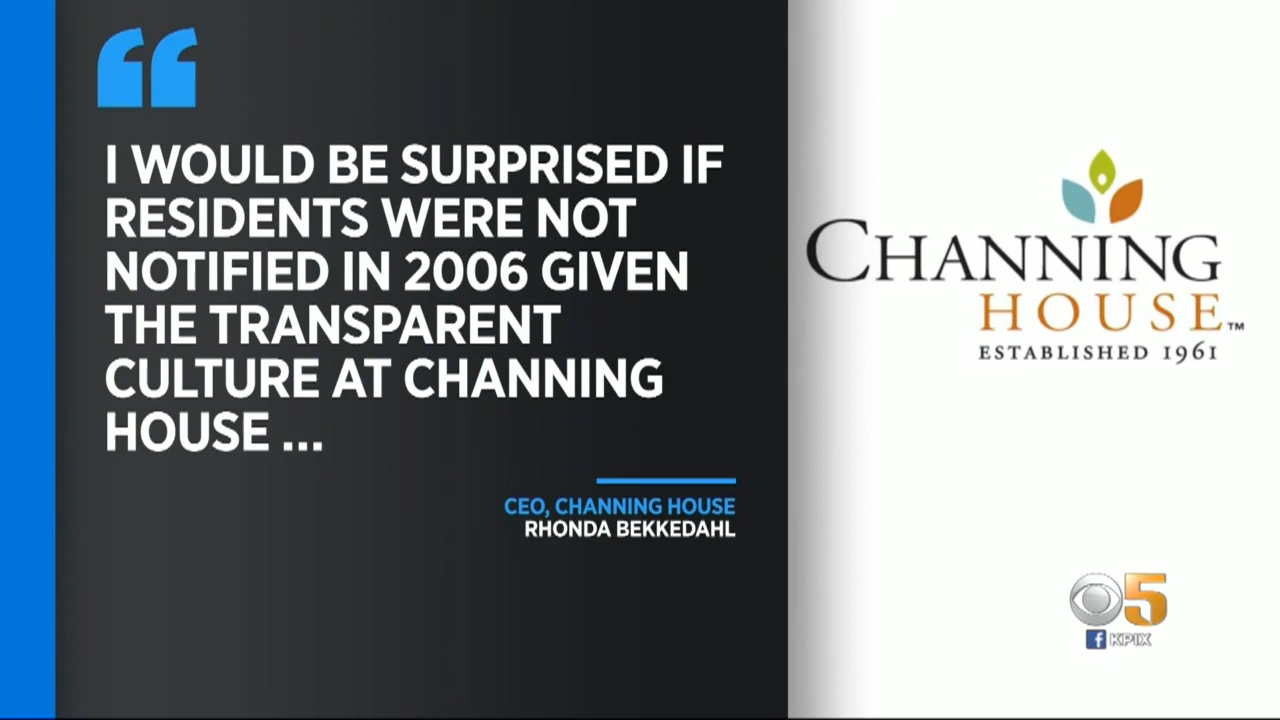 I WOULD BE SURPRISED IF
RESIDENTS WERE NOT
NOTIFIED IN 2006 GIVEN
THE TRANSPARENT
CULTURE AT CHANNING
HOUSE ...
CEO, CHANNING HOUSE
RHONDA BEKKEDAHL
CHANNING
HOUSE™
ESTABLISHED 1961
5
f KPIX